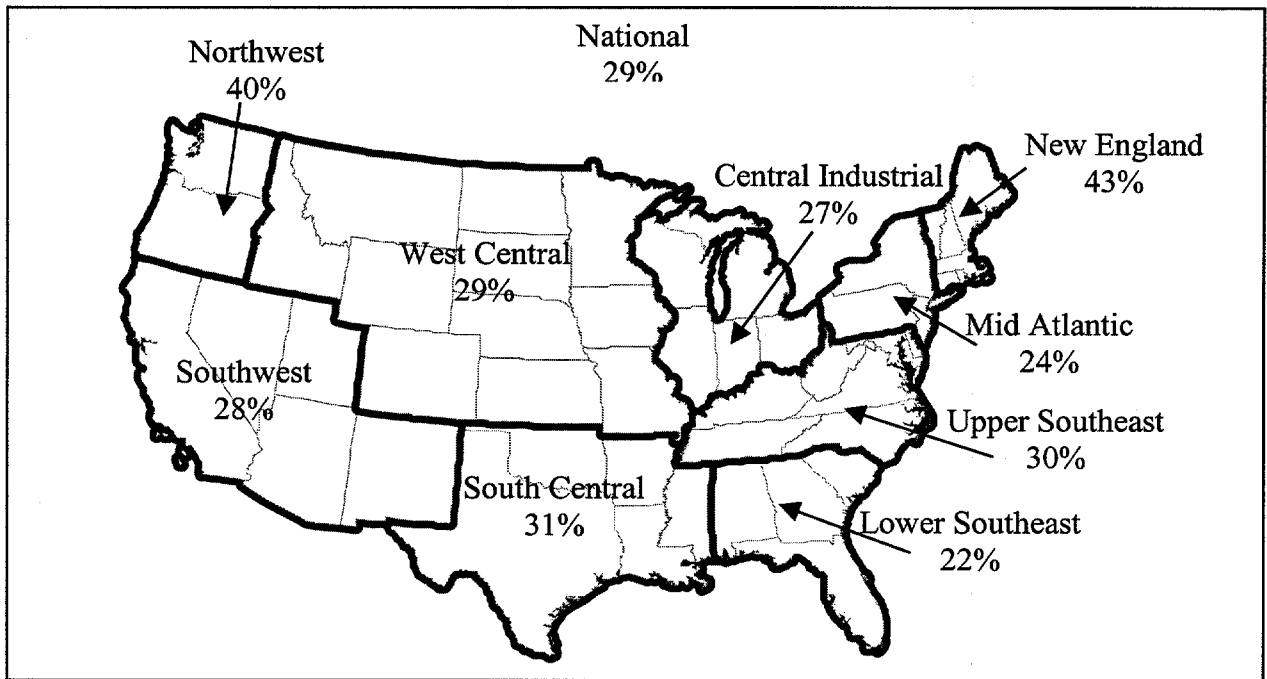 National
29%
Northwest
40%
New England
43%
Central Industrial
27%
West Central
29%
Mid Atlantic
24%
Southwest
28%
Upper Southeast
30%
South Central
31%
Lower Southeast
22%